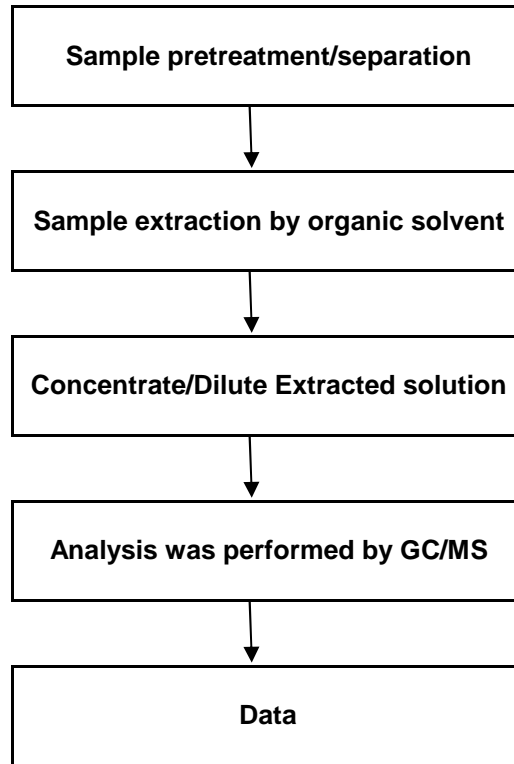 Sample pretreatment/separation
Sample extraction by organic solvent
Concentrate/Dilute Extracted solution
Analysis was performed by GC/MS
Data